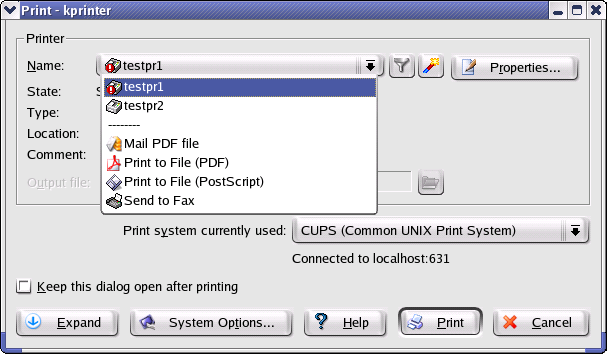 Print - kprinter
Printer
Name: testpr1
Properties...
State: S
testpr1
Type:
testpr2
--------
Location:
Mail PDF file
Comment:
Print to File (PDF)
Output file:
Print to File (PostScript)
Send to Fax
Print system currently used: CUPS (Common UNIX Print System)
Connected to localhost:631
Keep this dialog open after printing
Expand System Options... Help Print Cancel